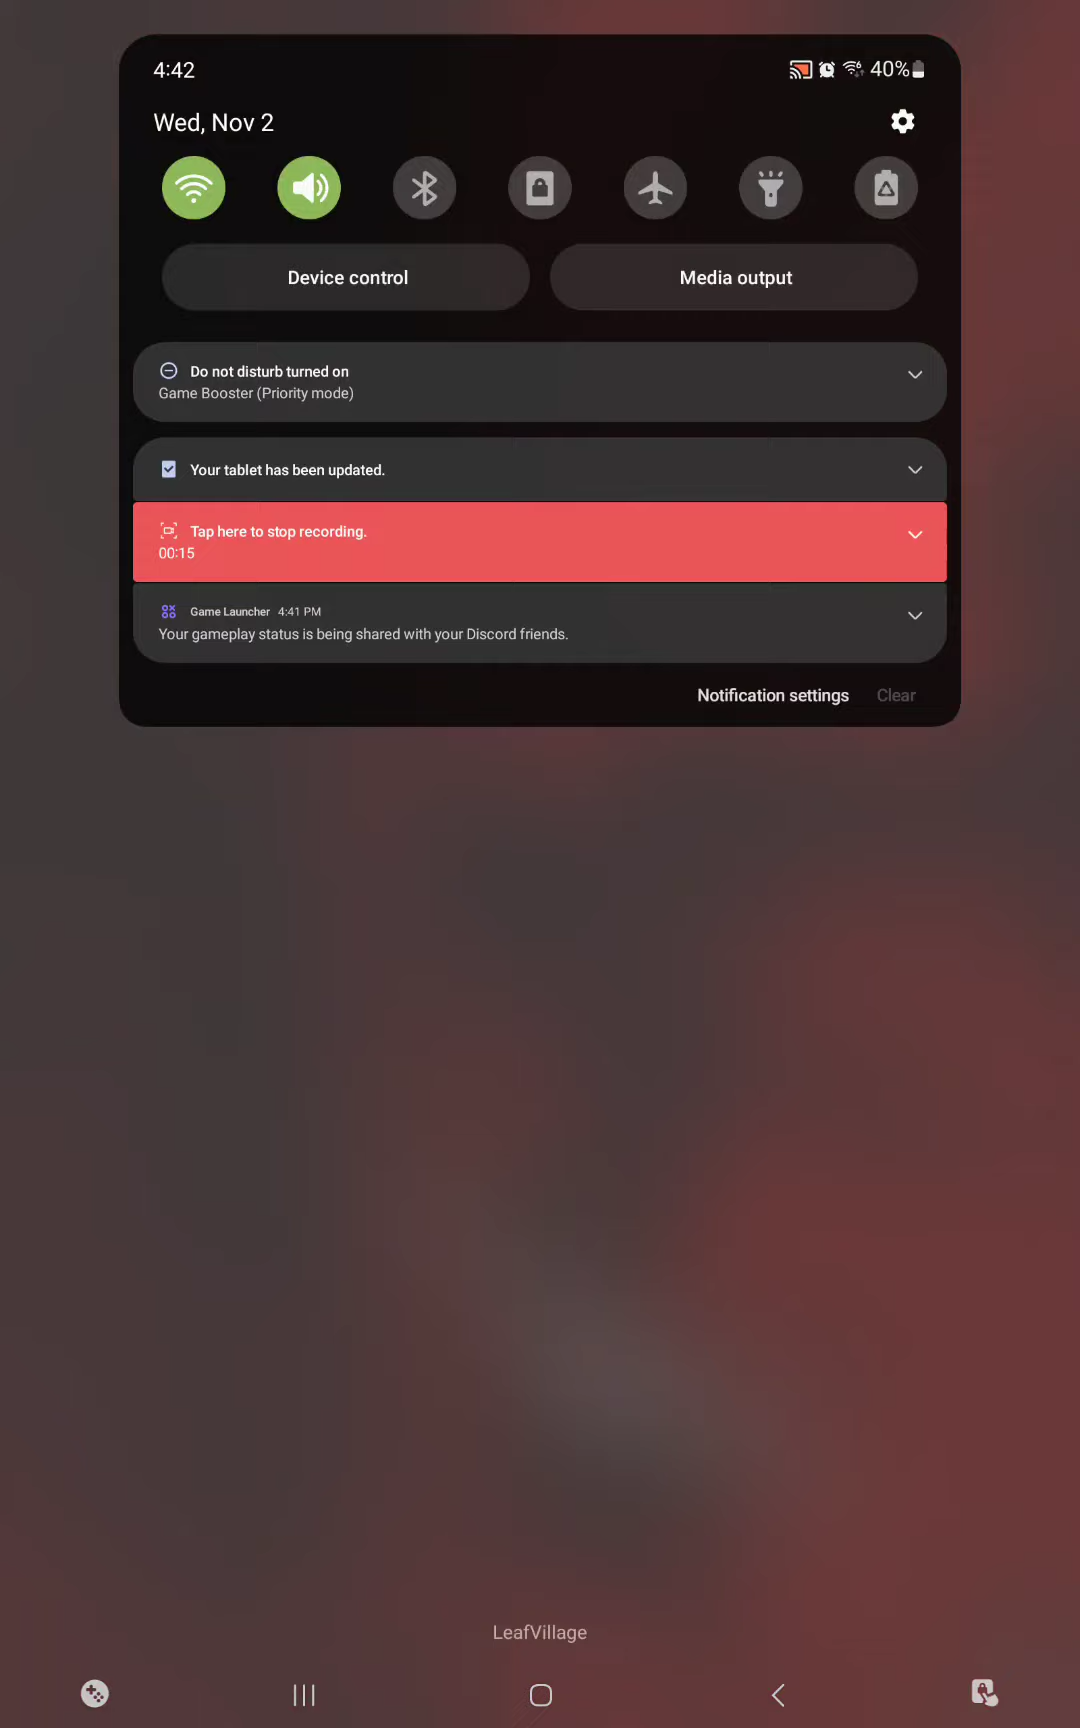 4:42
40%
Wed, Nov 2
Device control
Media output
Do not disturb turned on
Game Booster (Priority mode)
Your tablet has been updated.
Tap here to stop recording.
00:15
Game Launcher 4:41 PM
Your gameplay status is being shared with your Discord friends.
Notification settings Clear
LeafVillage